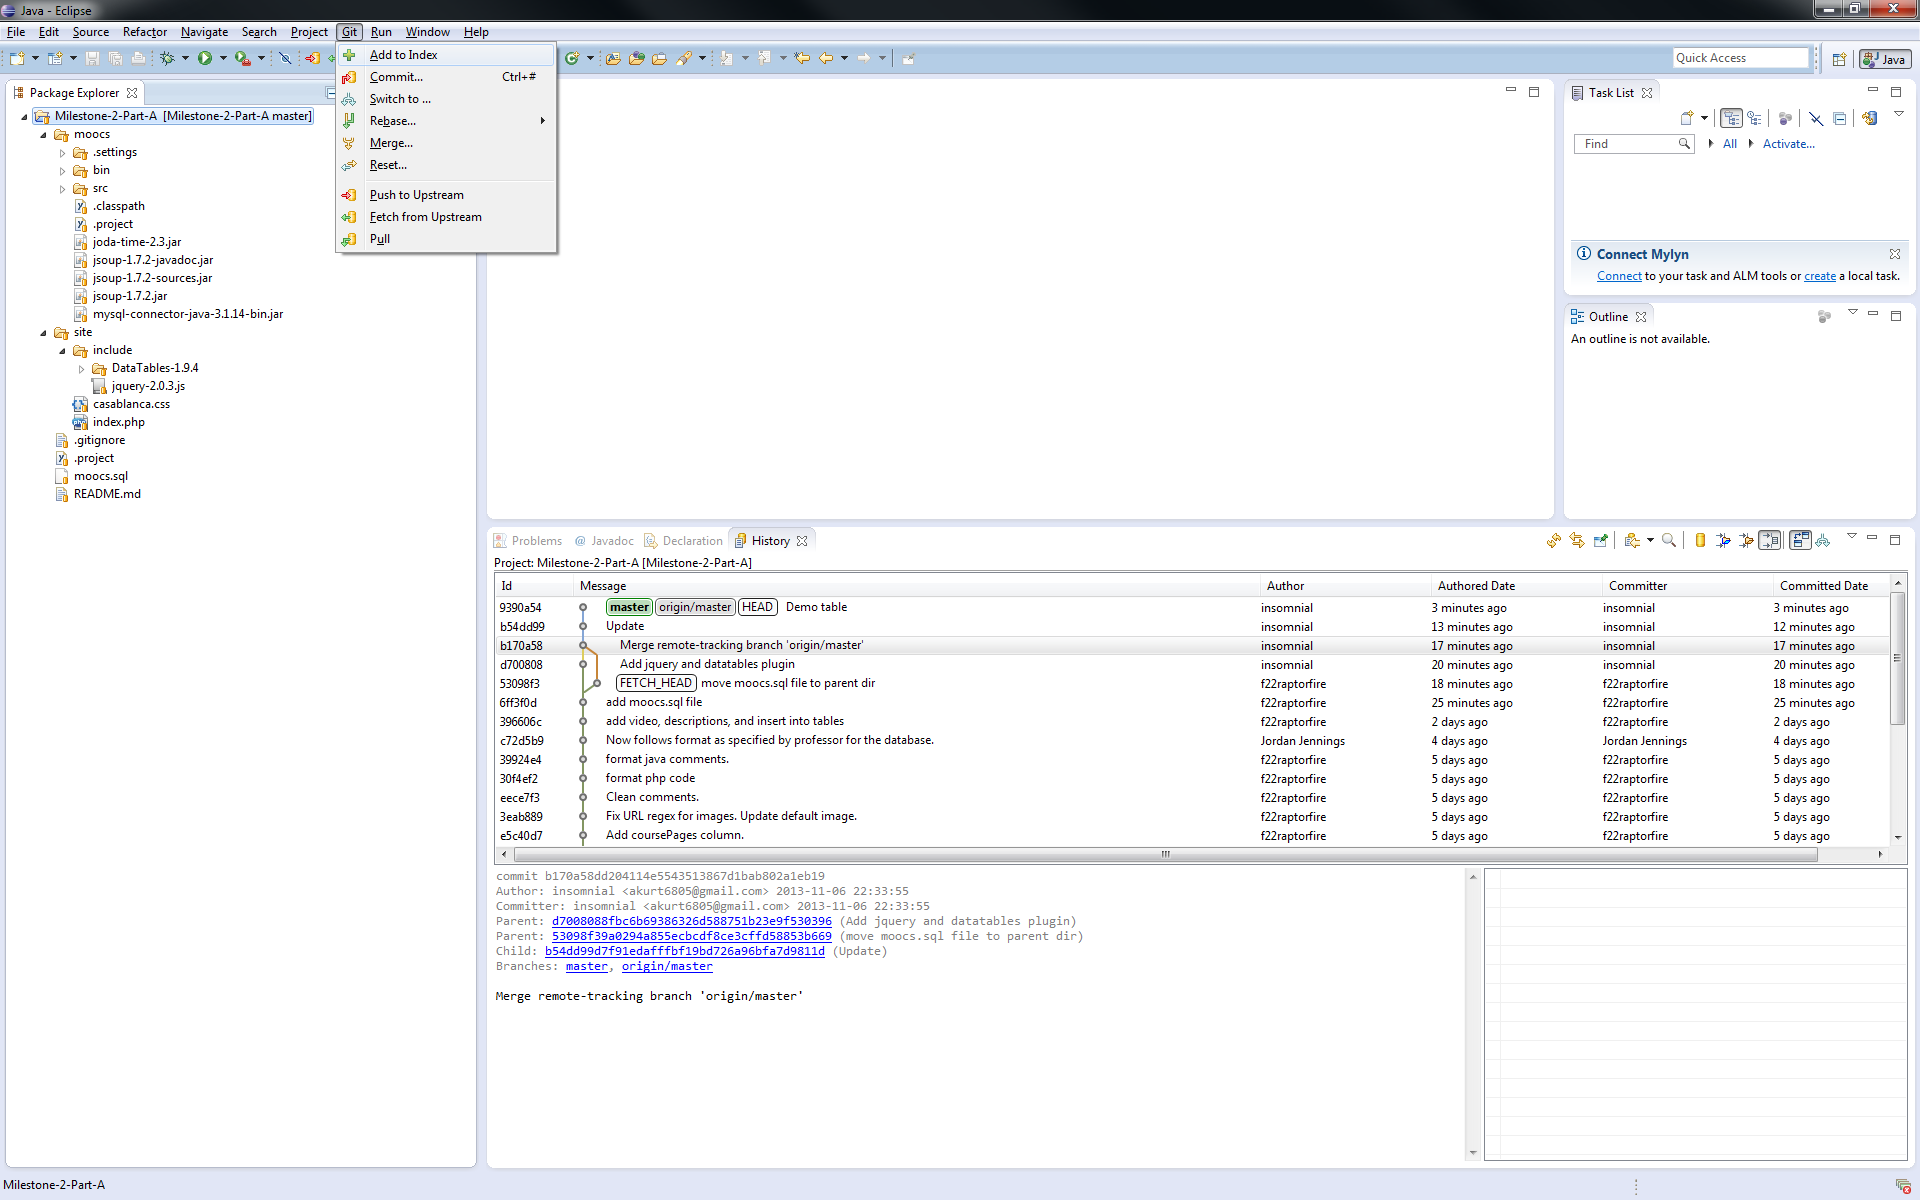 Java - Eclipse
File Edit Source Refactor Navigate Search Project Git Run Window Help
Quick Access
Java
Add to Index
Commit... Ctrl+#
Switch to ...
Rebase...
Merge...
Reset...
Push to Upstream
Fetch from Upstream
Pull
Package Explorer
Milestone-2-Part-A [Milestone-2-Part-A master]
moocs
.settings
bin
src
.classpath
.project
joda-time-2.3.jar
jsoup-1.7.2-javadoc.jar
jsoup-1.7.2-sources.jar
jsoup-1.7.2.jar
mysql-connector-java-3.1.14-bin.jar
site
include
DataTables-1.9.4
jquery-2.0.3.js
casablanca.css
index.php
.gitignore
.project
moocs.sql
README.md
Task List
Find
All
Activate...
Connect Mylyn
Connect to your task and ALM tools or create a local task.
Outline
An outline is not available.
Problems @ Javadoc Declaration History
Project: Milestone-2-Part-A [Milestone-2-Part-A]
Id Message Author Authored Date Committer Committed Date
9390a54 master origin/master HEAD Demo table insomnial 3 minutes ago insomnial 3 minutes ago
b54dd99 Update insomnial 13 minutes ago insomnial 12 minutes ago
b170a58 Merge remote-tracking branch 'origin/master' insomnial 17 minutes ago insomnial 17 minutes ago
d700808 Add jquery and datatables plugin insomnial 20 minutes ago insomnial 20 minutes ago
53098f3 FETCH_HEAD move moocs.sql file to parent dir f22raptorfire 18 minutes ago f22raptorfire 18 minutes ago
6ff3f0d add moocs.sql file f22raptorfire 25 minutes ago f22raptorfire 25 minutes ago
396606c add video, descriptions, and insert into tables f22raptorfire 2 days ago f22raptorfire 2 days ago
c72d5b9 Now follows format as specified by professor for the database. Jordan Jennings 4 days ago Jordan Jennings 4 days ago
39924e4 format java comments. f22raptorfire 5 days ago f22raptorfire 5 days ago
30f4ef2 format php code f22raptorfire 5 days ago f22raptorfire 5 days ago
eece7f3 Clean comments. f22raptorfire 5 days ago f22raptorfire 5 days ago
3eab889 Fix URL regex for images. Update default image. f22raptorfire 5 days ago f22raptorfire 5 days ago
e5c40d7 Add coursePages column. f22raptorfire 5 days ago f22raptorfire 5 days ago
commit b170a58dd204114e5543513867d1bab802a1eb19
Author: insomnial <akurt6805@gmail.com> 2013-11-06 22:33:55
Committer: insomnial <akurt6805@gmail.com> 2013-11-06 22:33:55
Parent: d7008088fbc6b69386326d588751b23e9f530396 (Add jquery and datatables plugin)
Parent: 53098f39a0294a855ecbcdf8ce3cffd58853b669 (move moocs.sql file to parent dir)
Child: b54dd99d7f91edafffbf19bd726a96bfa7d9811d (Update)
Branches: master, origin/master
Merge remote-tracking branch 'origin/master'
Milestone-2-Part-A